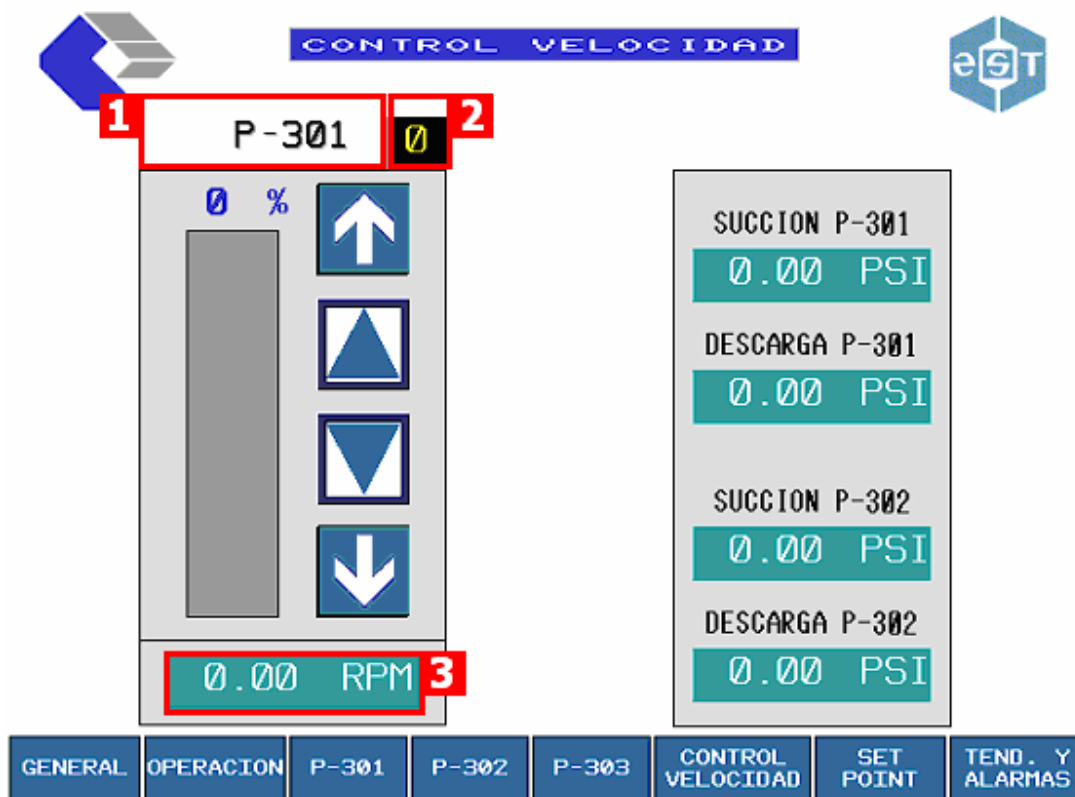 CONTROL VELOCIDAD
eST
1
P-301
0
2
0 %
0.00 RPM
3
SUCCION P-301
0.00 PSI
DESCARGA P-301
0.00 PSI
SUCCION P-302
0.00 PSI
DESCARGA P-302
0.00 PSI
GENERAL
OPERACION
P-301
P-302
P-303
CONTROL
VELOCIDAD
SET
POINT
TEND. Y
ALARMAS